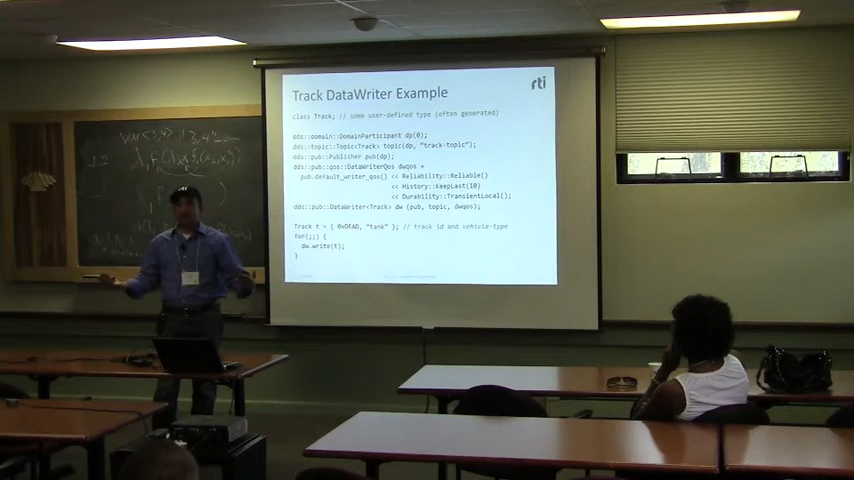 Track DataWriter Example
rti
class Track; // some user-defined type (often generated)
dds::domain::DomainParticipant dp(0);
dds::topic::Topic<Track> topic(dp, "track-topic");
dds::pub::Publisher pub(dp);
dds::pub::qos::DataWriterQos dwqos =
pub.default_writer_qos() << Reliability::Reliable()
<< History::KeepLast(10)
<< Durability::TransientLocal();
dds::pub::DataWriter<Track> dw (pub, topic, dwqos);
Track t = { 0xDEAD, "tank" }; // track id and vehicle-type
for(;;) {
dw.write(t);
}